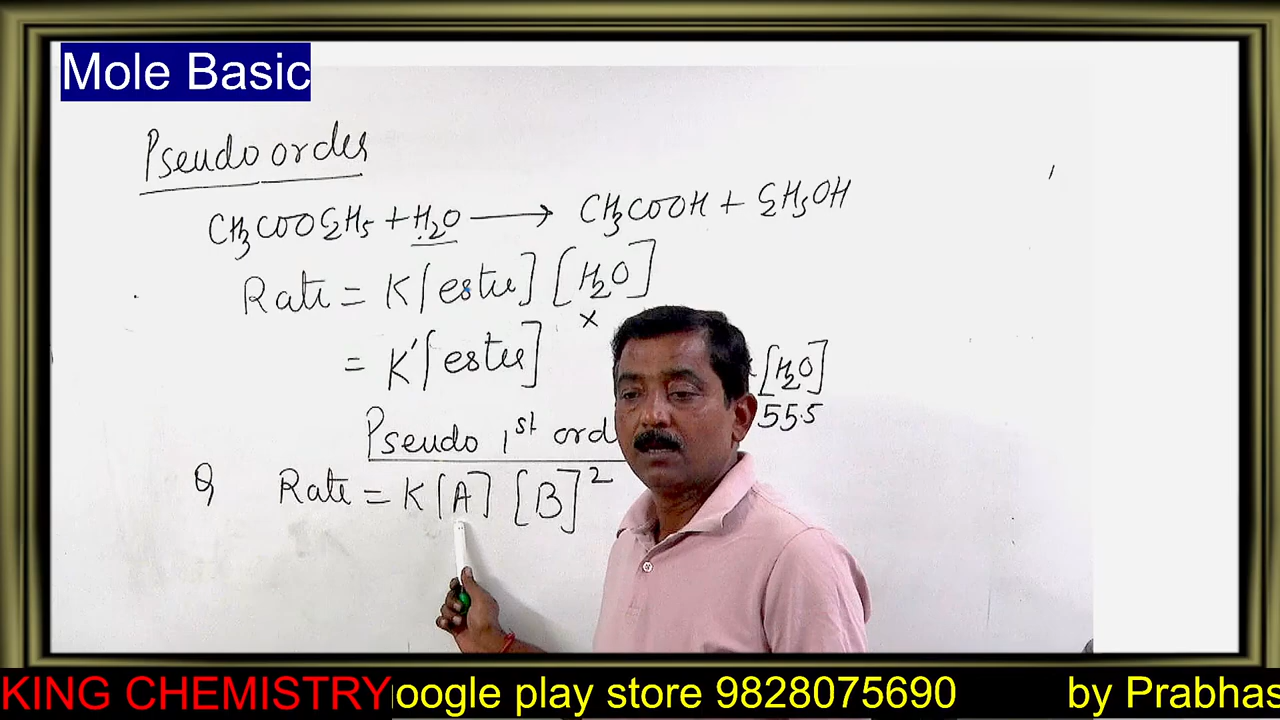 Mole Basic
Pseudo order
CH3COOC2H5 + H2O ⟶ CH3COOH + C2H5OH
Rate = K[ester] [H2O]
×
= K'[ester]
[H2O]
55.5
Pseudo 1st ord
Q Rate = K[A] [B]2
KING CHEMISTRY oogle play store 9828075690 by Prabhas